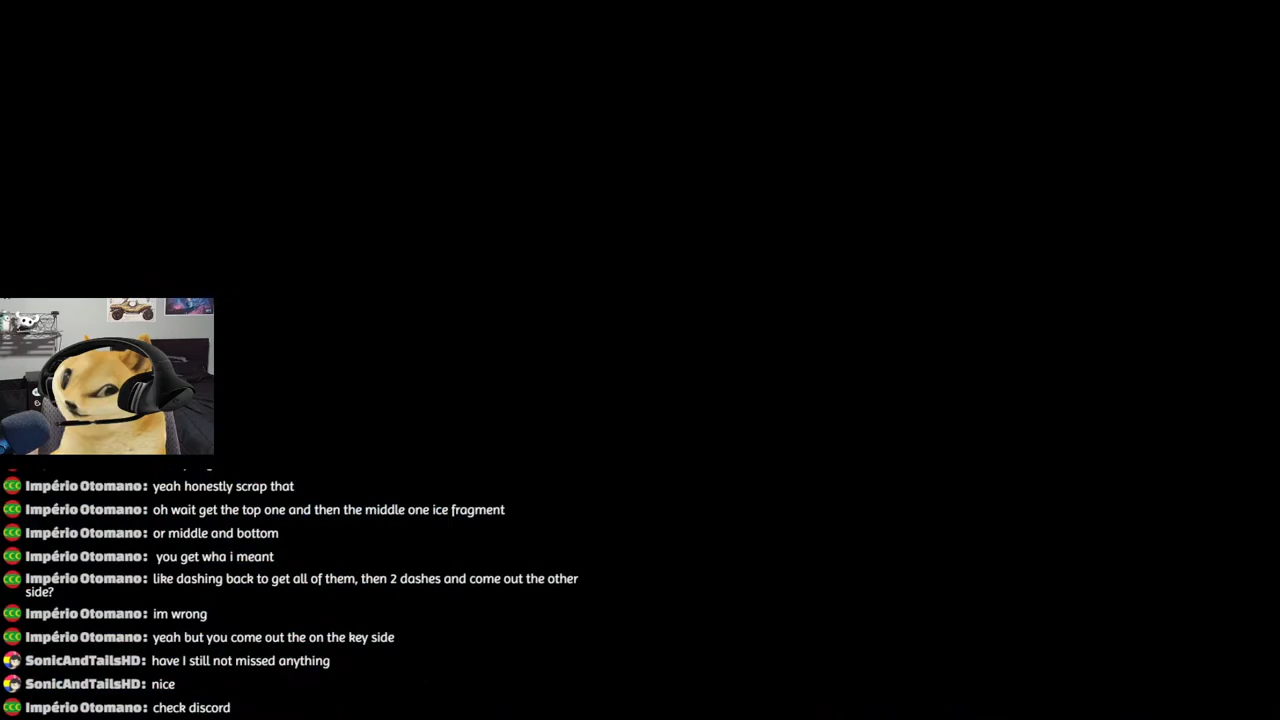 Império Otomano: yeah honestly scrap that
Império Otomano: oh wait get the top one and then the middle one ice fragment
Império Otomano: or middle and bottom
Império Otomano: you get wha i meant
Império Otomano: like dashing back to get all of them, then 2 dashes and come out the other
side?
Império Otomano: im wrong
Império Otomano: yeah but you come out the on the key side
SonicAndTailsHD: have I still not missed anything
SonicAndTailsHD: nice
Império Otomano: check discord